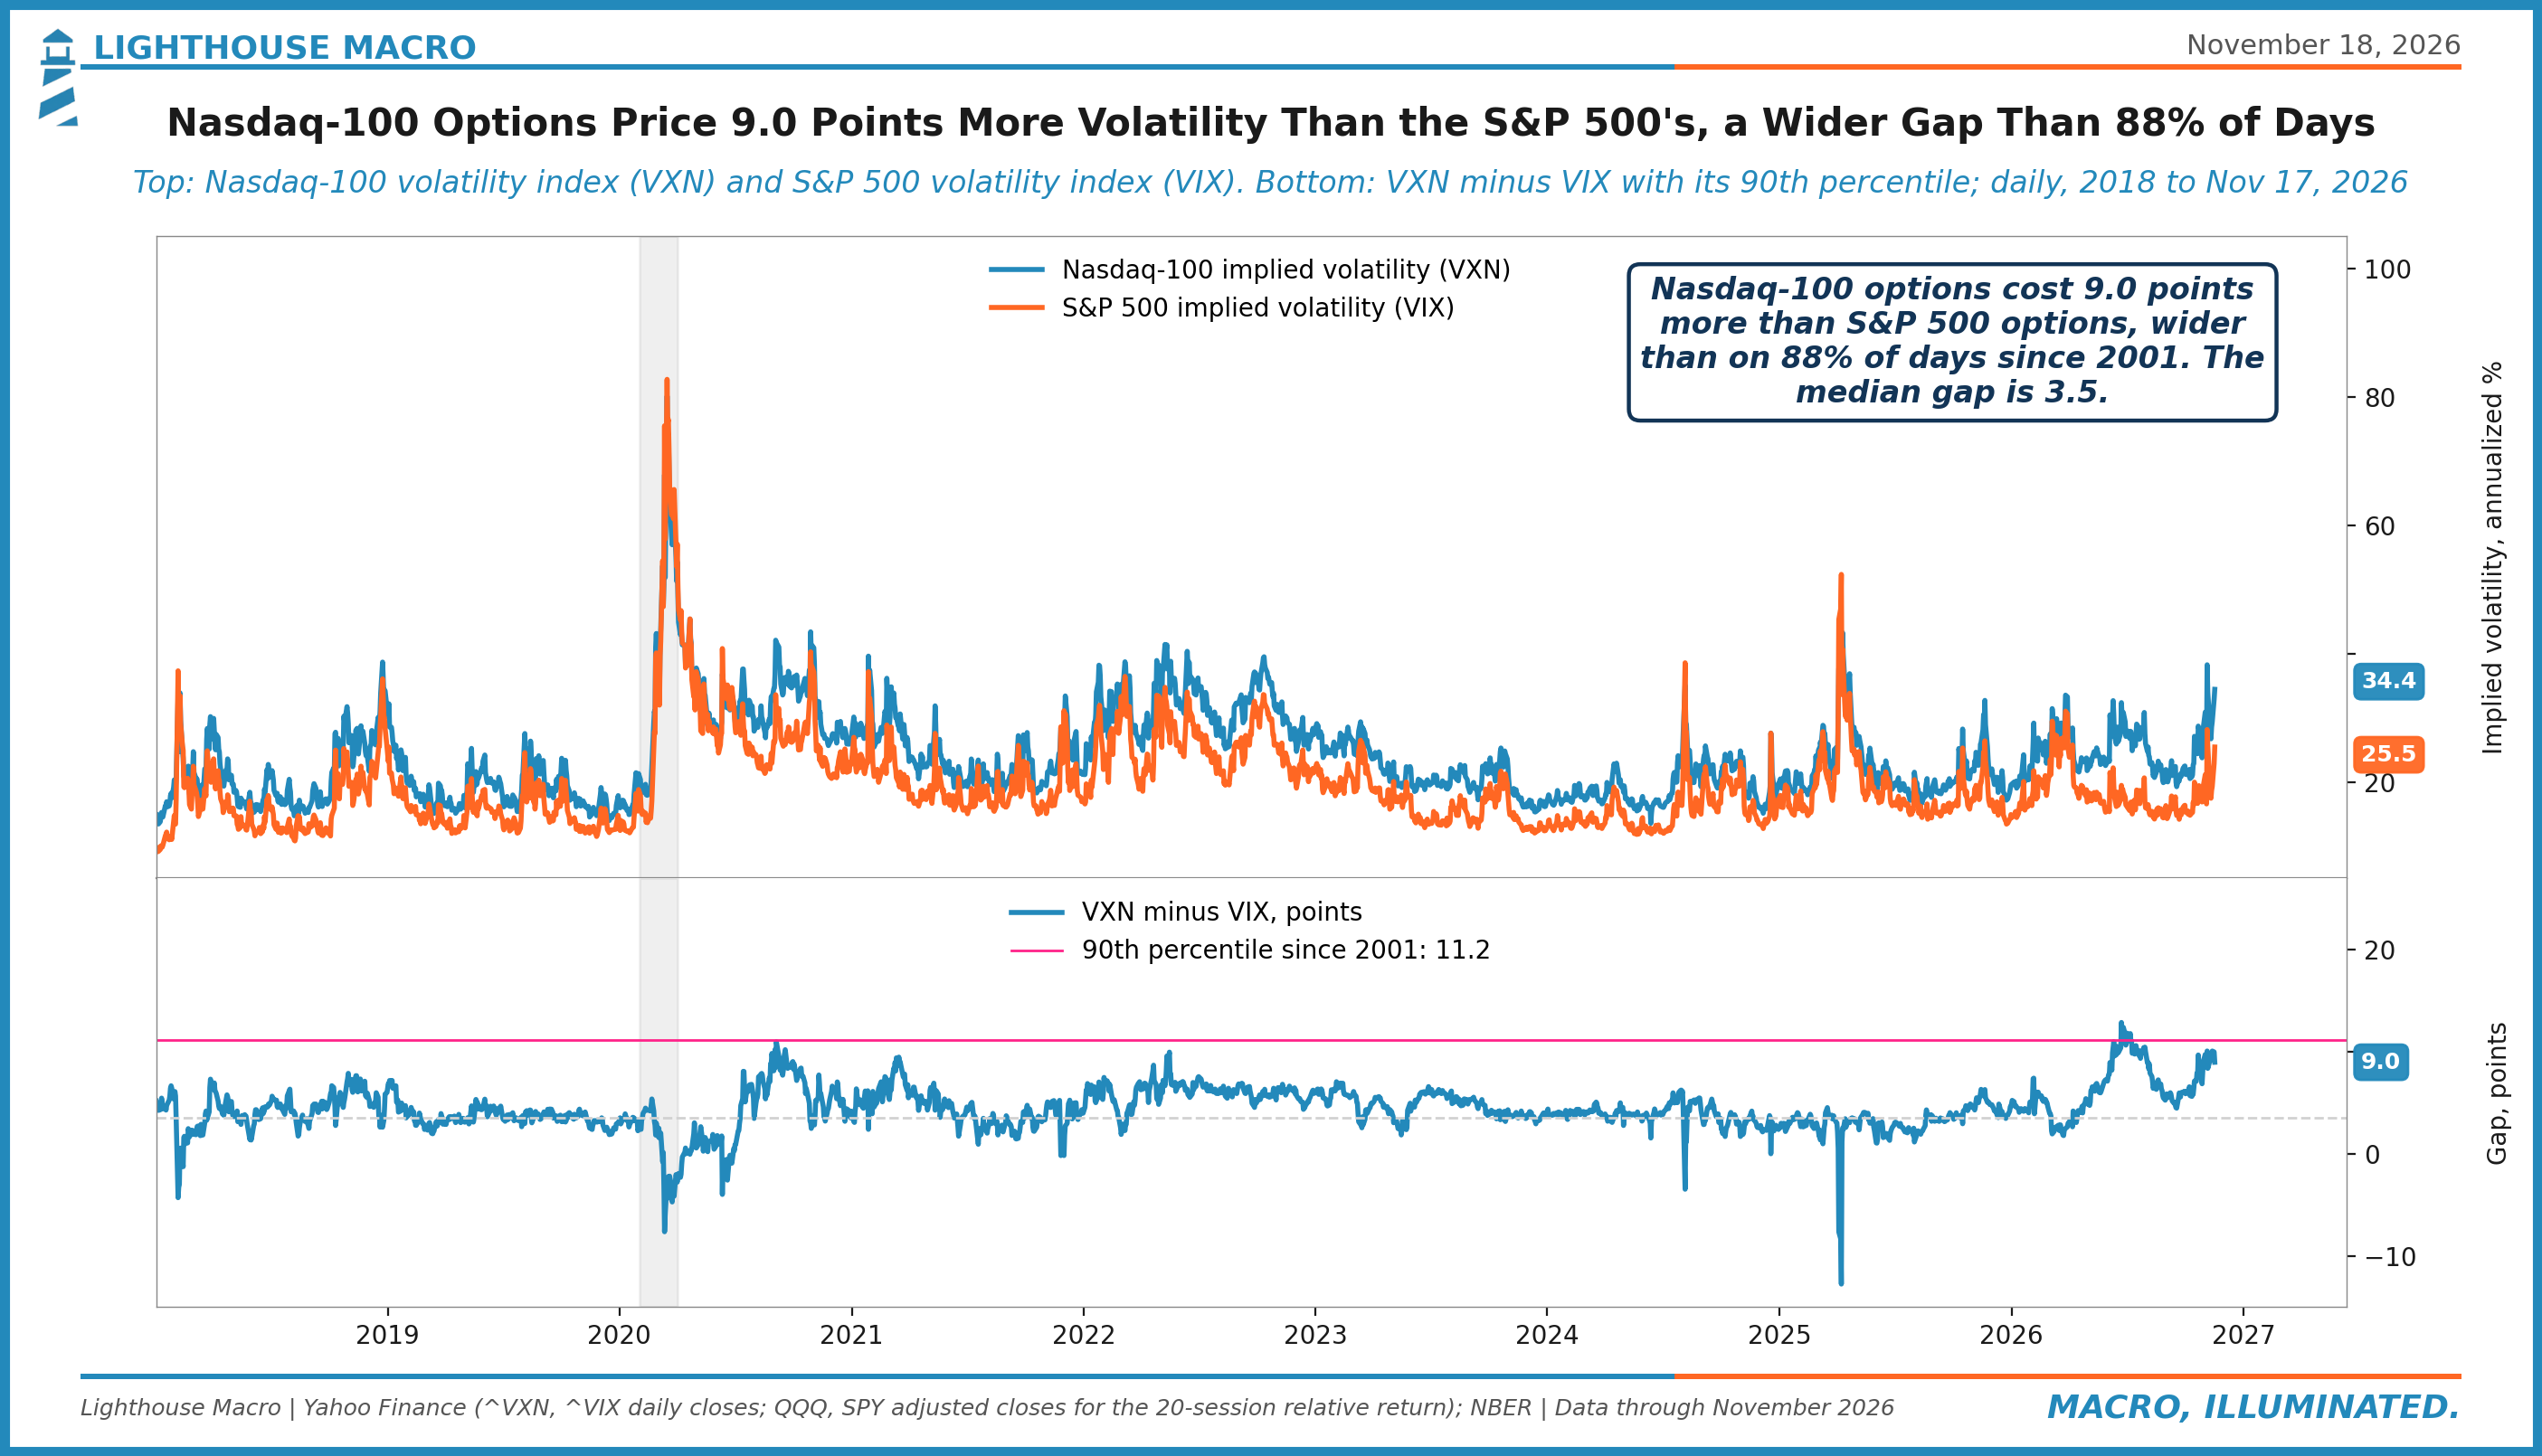 LIGHTHOUSE MACRO
November 18, 2026
Nasdaq-100 Options Price 9.0 Points More Volatility Than the S&P 500's, a Wider Gap Than 88% of Days
Top: Nasdaq-100 volatility index (VXN) and S&P 500 volatility index (VIX). Bottom: VXN minus VIX with its 90th percentile; daily, 2018 to Nov 17, 2026
Nasdaq-100 implied volatility (VXN)
S&P 500 implied volatility (VIX)
Nasdaq-100 options cost 9.0 points
more than S&P 500 options, wider
than on 88% of days since 2001. The
median gap is 3.5.
100
80
60
34.4
25.5
20
Implied volatility, annualized %
VXN minus VIX, points
90th percentile since 2001: 11.2
20
9.0
0
−10
Gap, points
2019
2020
2021
2022
2023
2024
2025
2026
2027
Lighthouse Macro | Yahoo Finance (^VXN, ^VIX daily closes; QQQ, SPY adjusted closes for the 20-session relative return); NBER | Data through November 2026
MACRO, ILLUMINATED.